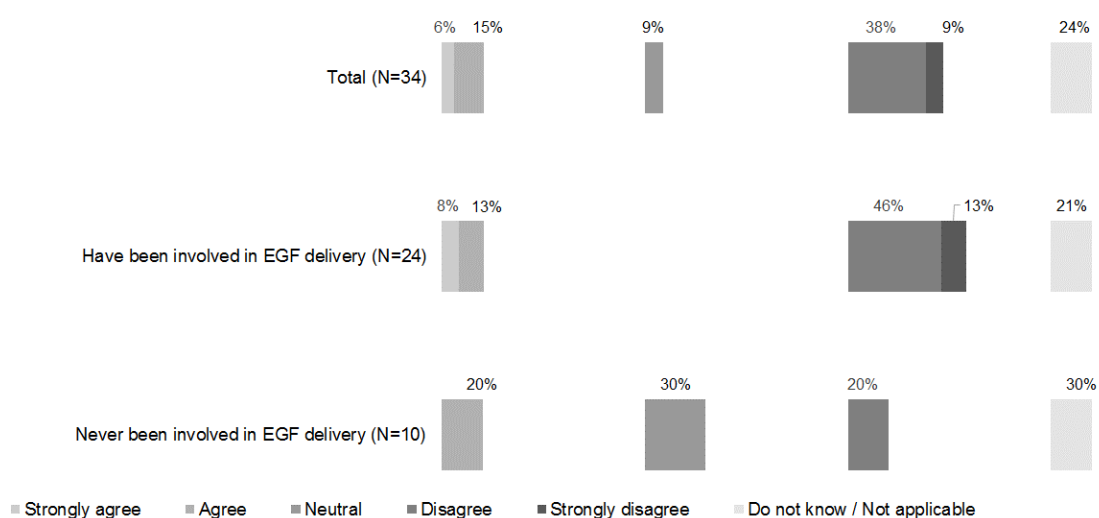 6% 15% 9% 38% 9% 24%
Total (N=34)
8% 13% 46% 13% 21%
Have been involved in EGF delivery (N=24)
20% 30% 20% 30%
Never been involved in EGF delivery (N=10)
Strongly agree Agree Neutral Disagree Strongly disagree Do not know / Not applicable